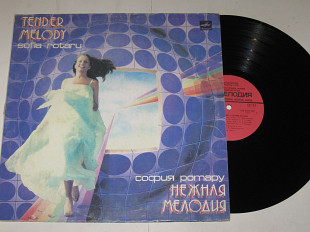 TENDER
MELODY
sofia rotaru
МЕЛОДИЯ
софия ротару
НЕЖНАЯ
МЕЛОДИЯ